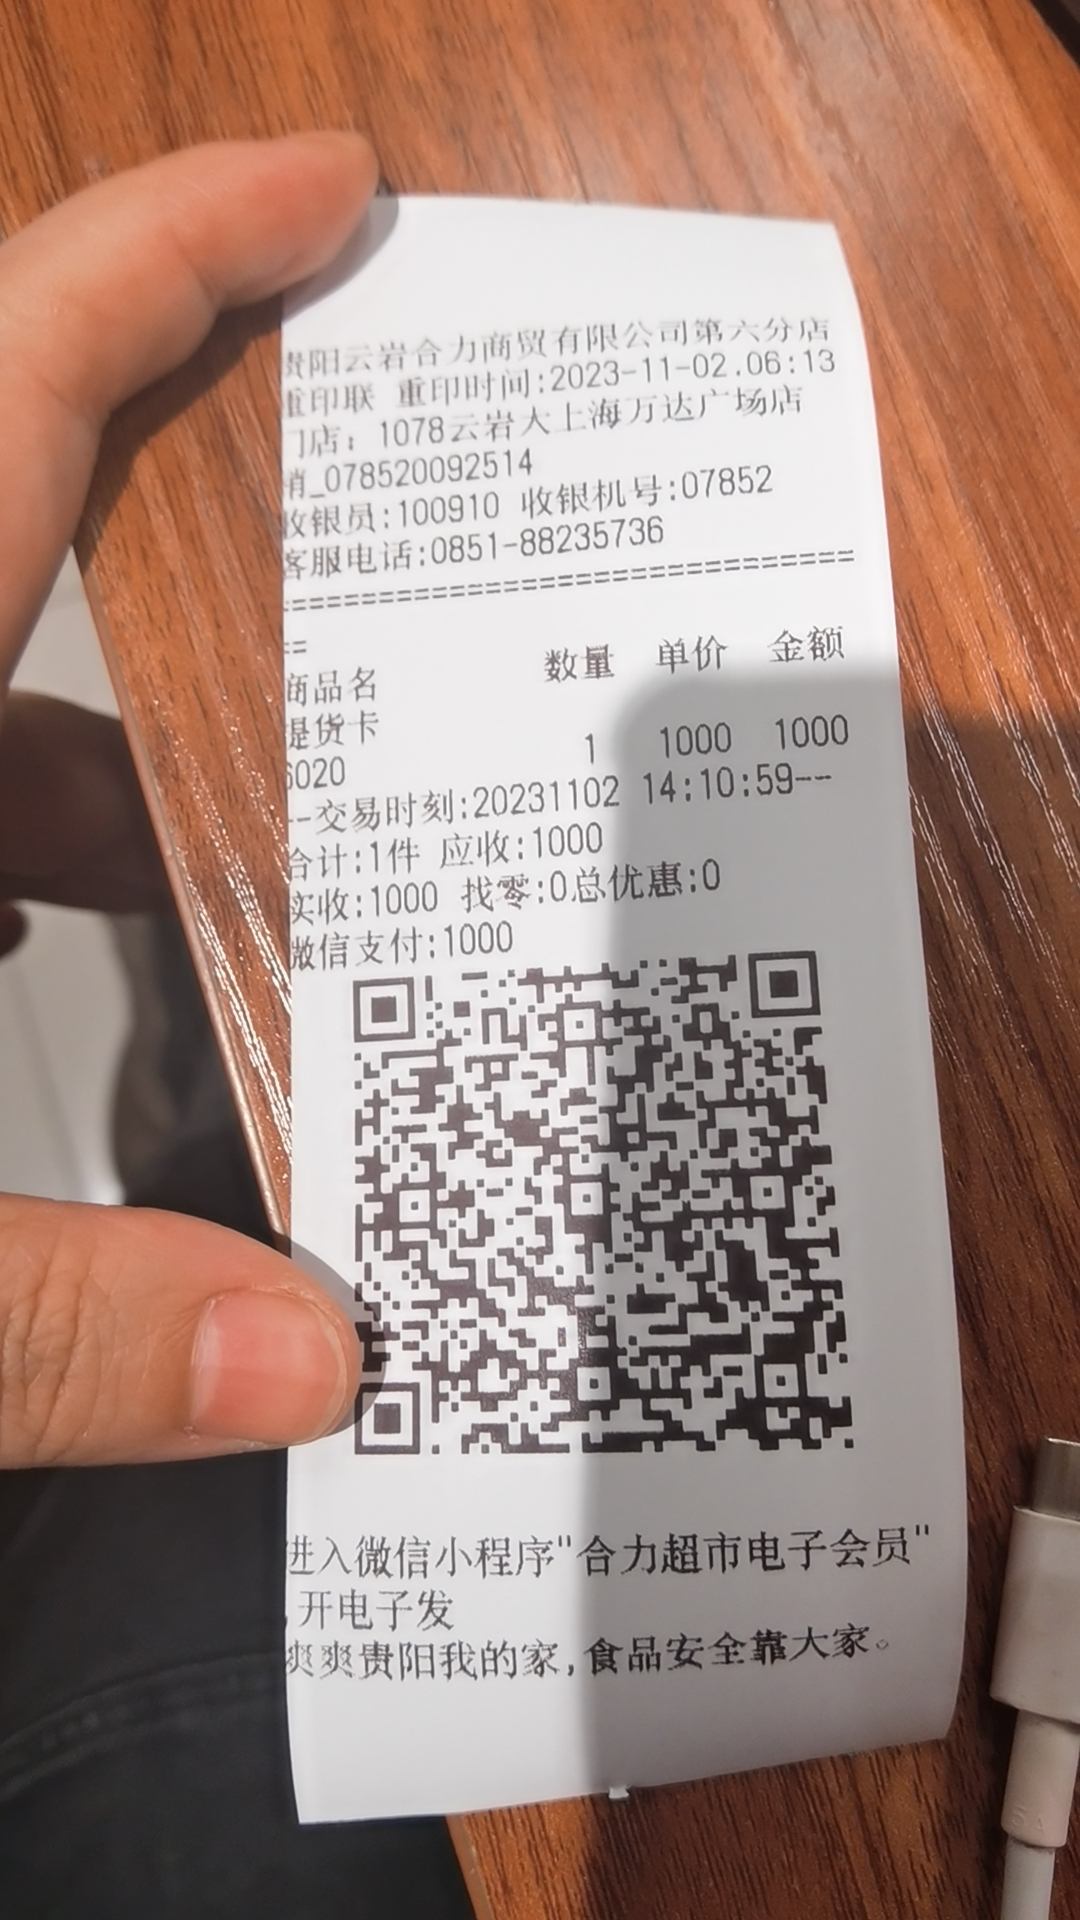 贵阳云岩合力商贸有限公司第六分店
重印联 重印时间:2023-11-02.06:13
门店: 1078云岩大上海万达广场店
销_078520092514
收银员:100910 收银机号:07852
客服电话:0851-88235736
================================
==
商品名 数量 单价 金额
提货卡
6020 1 1000 1000
--交易时刻:20231102 14:10:59--
合计:1件 应收:1000
实收:1000 找零:0总优惠:0
微信支付:1000
进入微信小程序"合力超市电子会员"
,开电子发
爽爽贵阳我的家,食品安全靠大家。